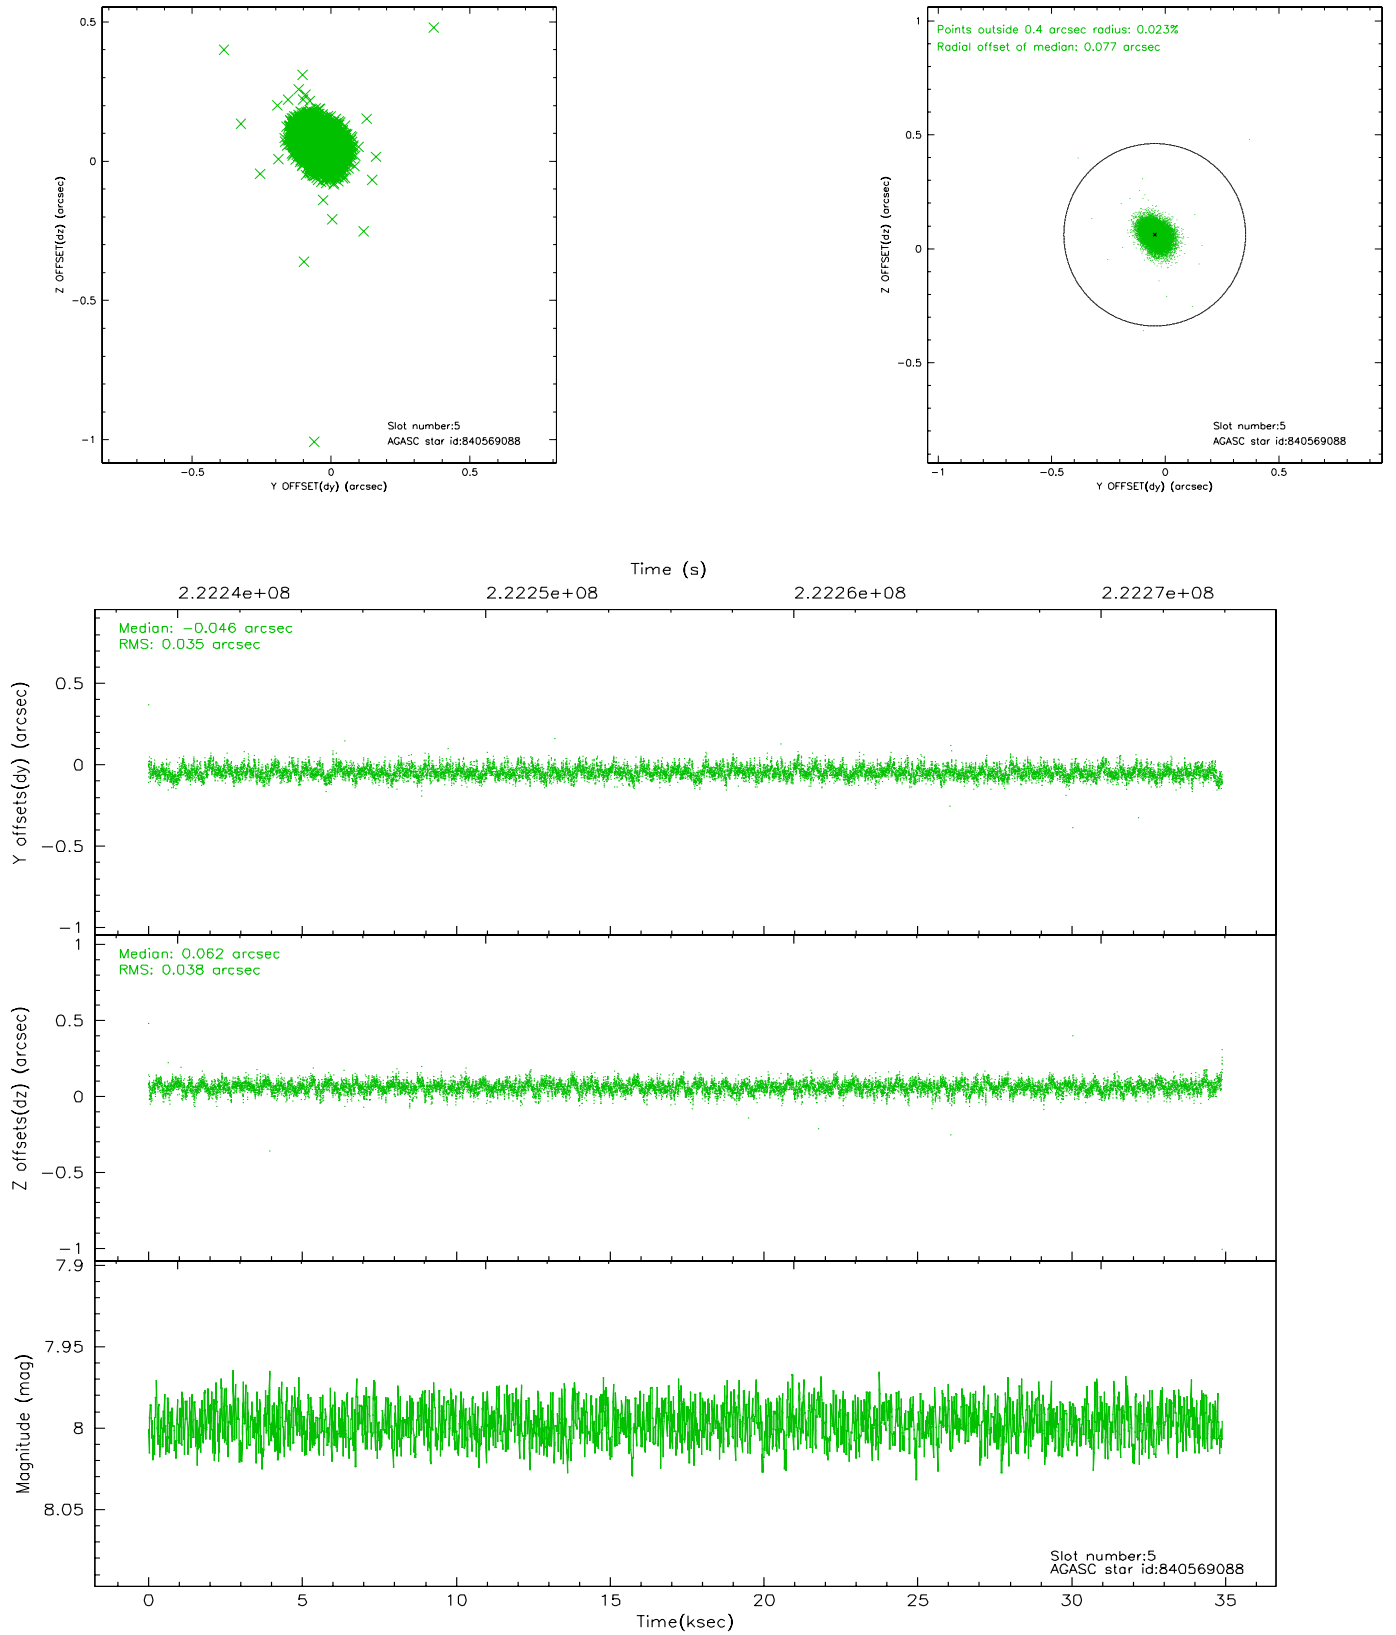 0.5
0
−0.5
−1
Z OFFSET(dz) (arcsec)
Slot number:5
AGASC star id:840569088
−0.5 0 0.5
Y OFFSET(dy) (arcsec)
Points outside 0.4 arcsec radius: 0.023%
Radial offset of median: 0.077 arcsec
1
0.5
0
−0.5
Z OFFSET(dz) (arcsec)
Slot number:5
AGASC star id:840569088
−1 −0.5 0 0.5
Y OFFSET(dy) (arcsec)
Time (s)
2.2224e+08 2.2225e+08 2.2226e+08 2.2227e+08
Median: −0.046 arcsec
RMS: 0.035 arcsec
0.5
0
−0.5
−1
Y offsets(dy) (arcsec)
Median: 0.062 arcsec
RMS: 0.038 arcsec
1
0.5
0
−0.5
−1
Z offsets(dz) (arcsec)
7.9
7.95
8
8.05
Magnitude (mag)
Slot number:5
AGASC star id:840569088
0 5 10 15 20 25 30 35
Time(ksec)